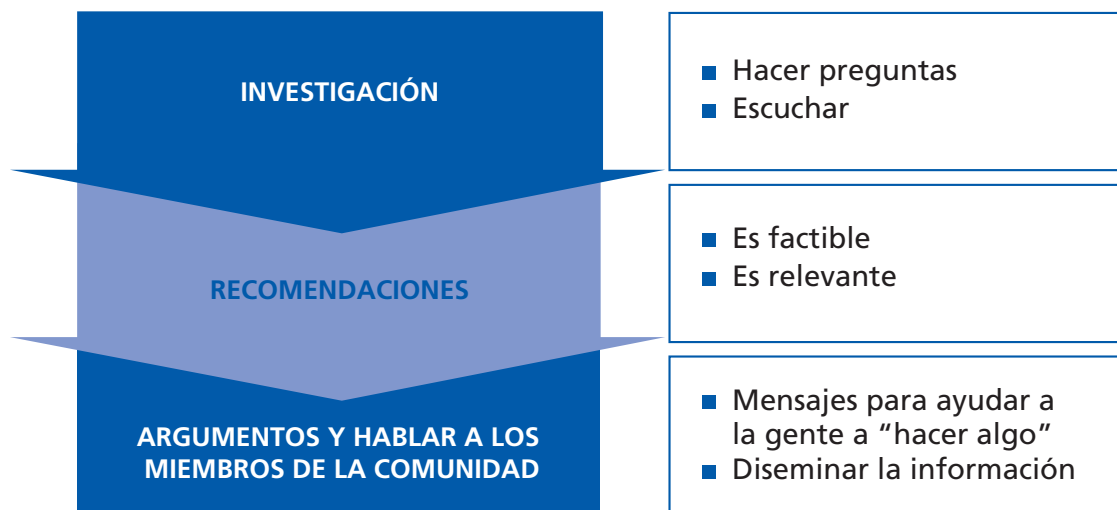 INVESTIGACIÓN
■ Hacer preguntas
■ Escuchar
RECOMENDACIONES
■ Es factible
■ Es relevante
ARGUMENTOS Y HABLAR A LOS
MIEMBROS DE LA COMUNIDAD
■ Mensajes para ayudar a
la gente a “hacer algo”
■ Diseminar la información